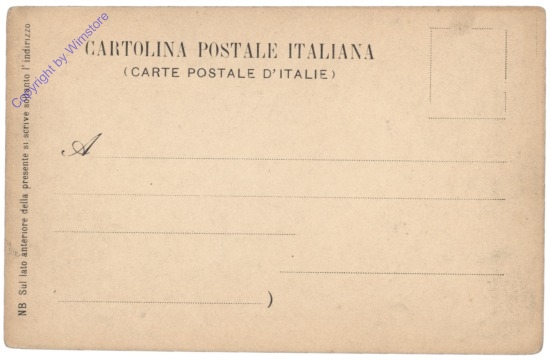 CARTOLINA POSTALE ITALIANA
(CARTE POSTALE D'ITALIE)
A
)
NB Sul lato anteriore della presente si scrive soltanto l'indirizzo
Copyright by Wimstore